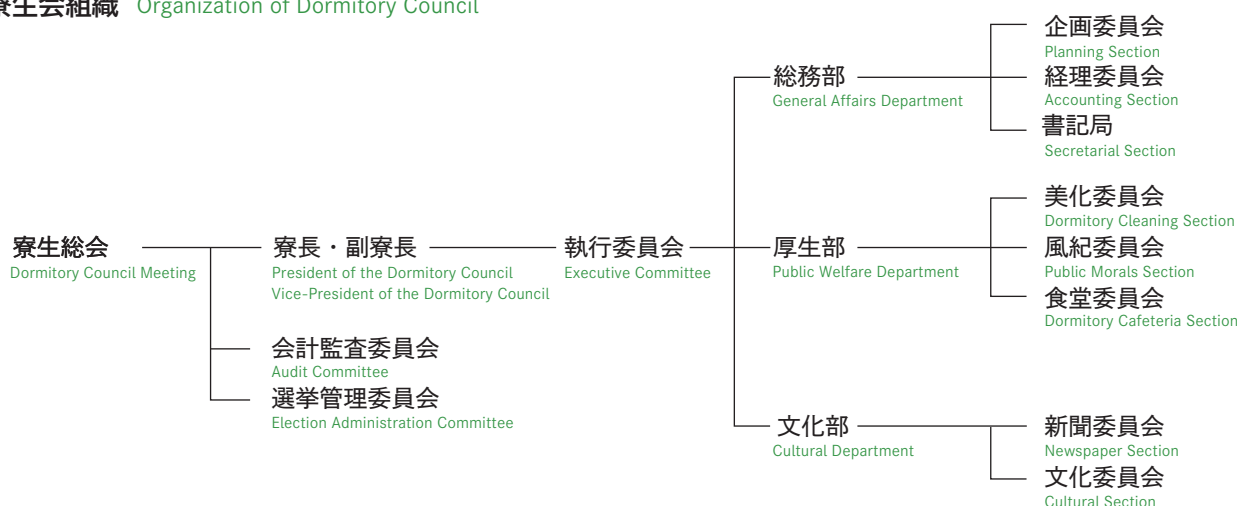 寮生会組織 Organization of Dormitory Council
寮生総会
Dormitory Council Meeting
寮長・副寮長
President of the Dormitory Council
Vice-President of the Dormitory Council
会計監査委員会
Audit Committee
選挙管理委員会
Election Administration Committee
執行委員会
Executive Committee
総務部
General Affairs Department
企画委員会
Planning Section
経理委員会
Accounting Section
書記局
Secretarial Section
厚生部
Public Welfare Department
美化委員会
Dormitory Cleaning Section
風紀委員会
Public Morals Section
食堂委員会
Dormitory Cafeteria Section
文化部
Cultural Department
新聞委員会
Newspaper Section
文化委員会
Cultural Section